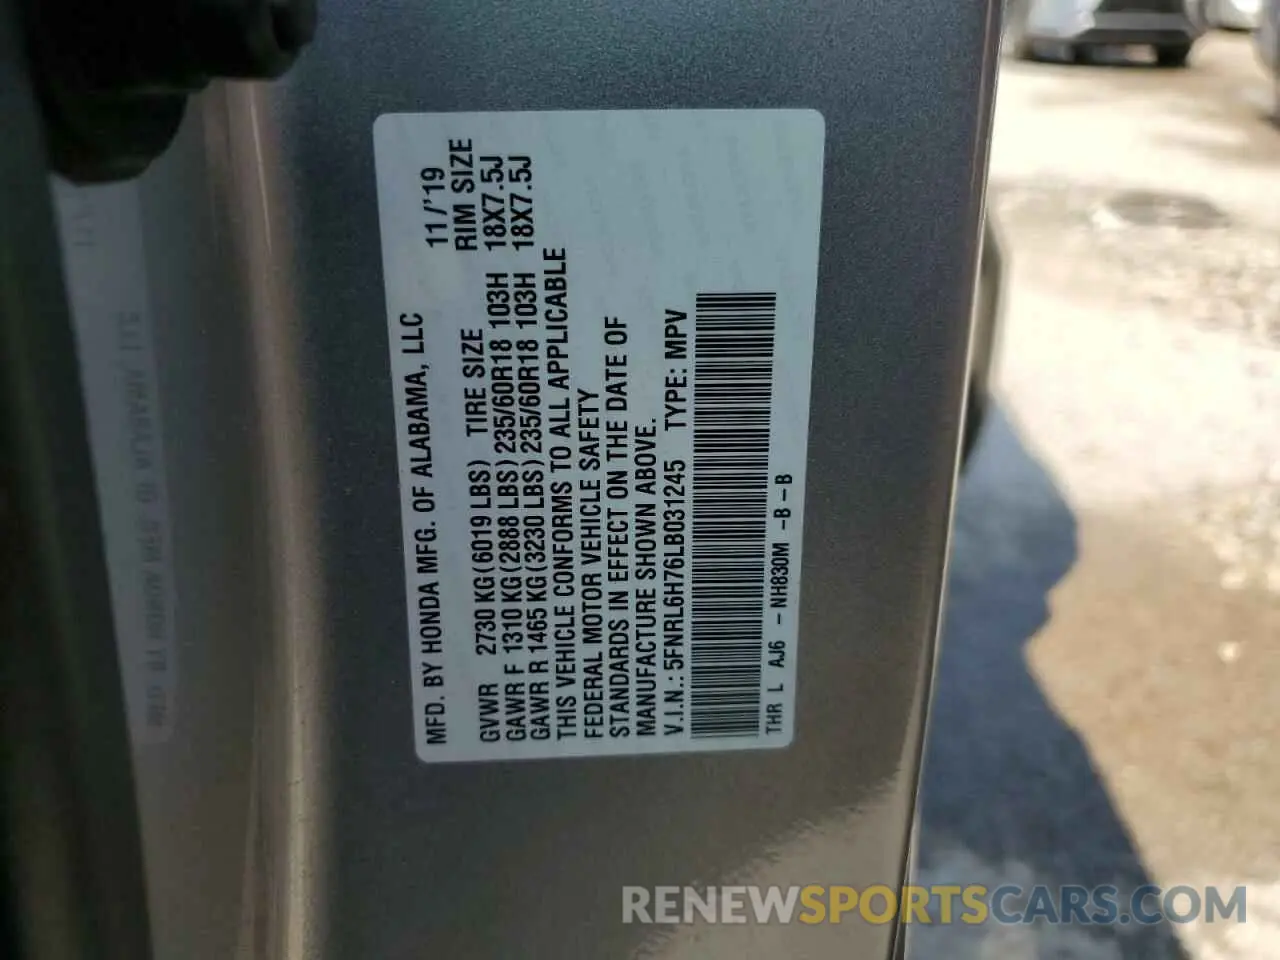 MFD. BY HONDA MFG. OF ALABAMA, LLC 11/'19
GVWR 2730 KG(6019 LBS) TIRE SIZE RIM SIZE
GAWR F 1310 KG(2888 LBS) 235/60R18 103H 18X7.5J
GAWR R 1465 KG(3230 LBS) 235/60R18 103H 18X7.5J
THIS VEHICLE CONFORMS TO ALL APPLICABLE
FEDERAL MOTOR VEHICLE SAFETY
STANDARDS IN EFFECT ON THE DATE OF
MANUFACTURE SHOWN ABOVE.
V.I.N.: 5FNRL6H76LB031245 TYPE: MPV
THR L AJ6 - NH830M -B-B
RENEWSPORTSCARS.COM